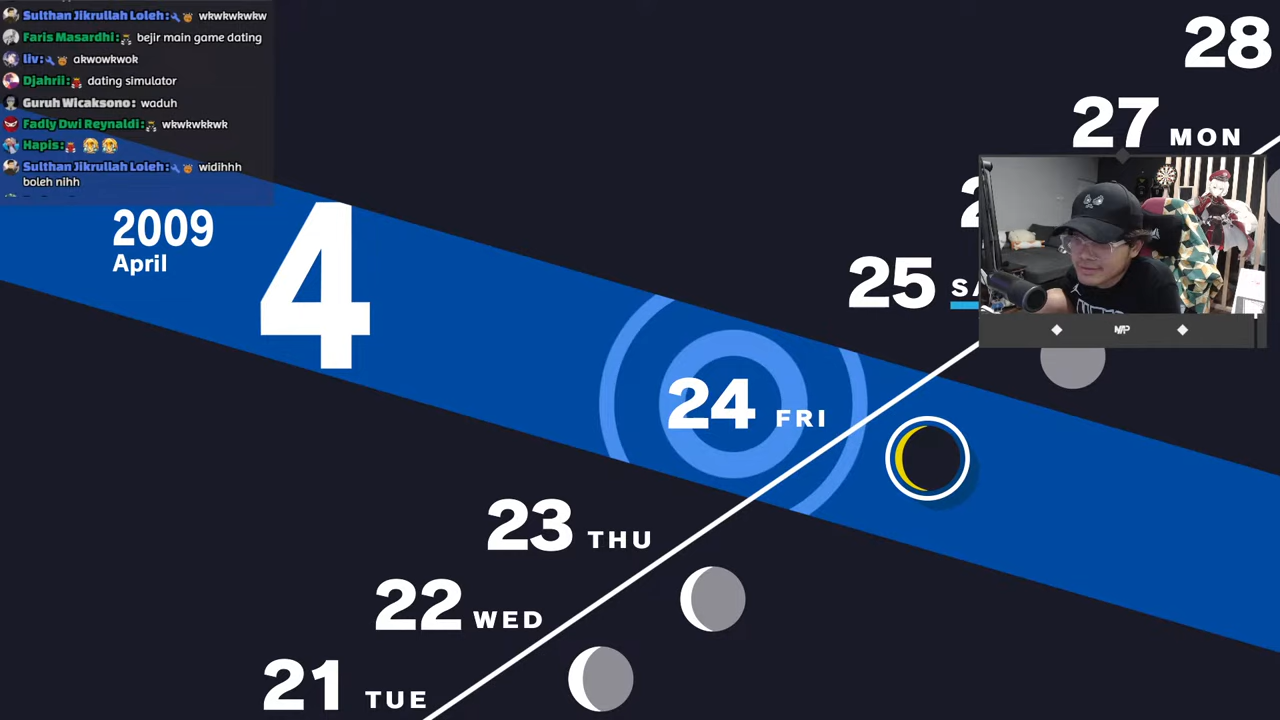 Sulthan Jikrullah Loleh: wkwkwkwkw
Faris Masardhi: bejir main game dating
liv: akwowkwok
Djahrii: dating simulator
Guruh Wicaksono: waduh
Fadly Dwi Reynaldi: wkwkwkkwk
Hapis:
Sulthan Jikrullah Loleh: widihhh
boleh nihh
28
27 MON
25
2009
April
4
24 FRI
23 THU
22 WED
21 TUE